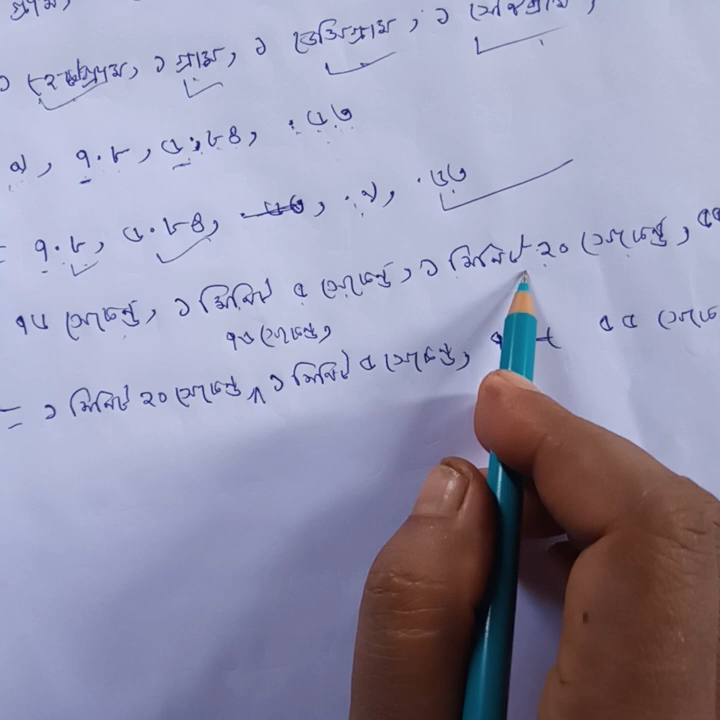 গ্রাম,
১ হেক্টোগ্রাম, ১ গ্রাম, ১ ডেসিগ্রাম, ১ সেন্টিগ্রাম,
৭.৮, ৫.৮৪, .৫৬
= ৭.৮, ৫.৮৪, .৯, .৫৬
৭৫ সেকেন্ড, ১ মিনিট ৫ সেকেন্ড, ১ মিনিট ২০ সেকেন্ড, ৫৫
৭৫ সেকেন্ড,
= ১ মিনিট ২০ সেকেন্ড, ১ মিনিট ৫ সেকেন্ড, ৫৫ সেকে